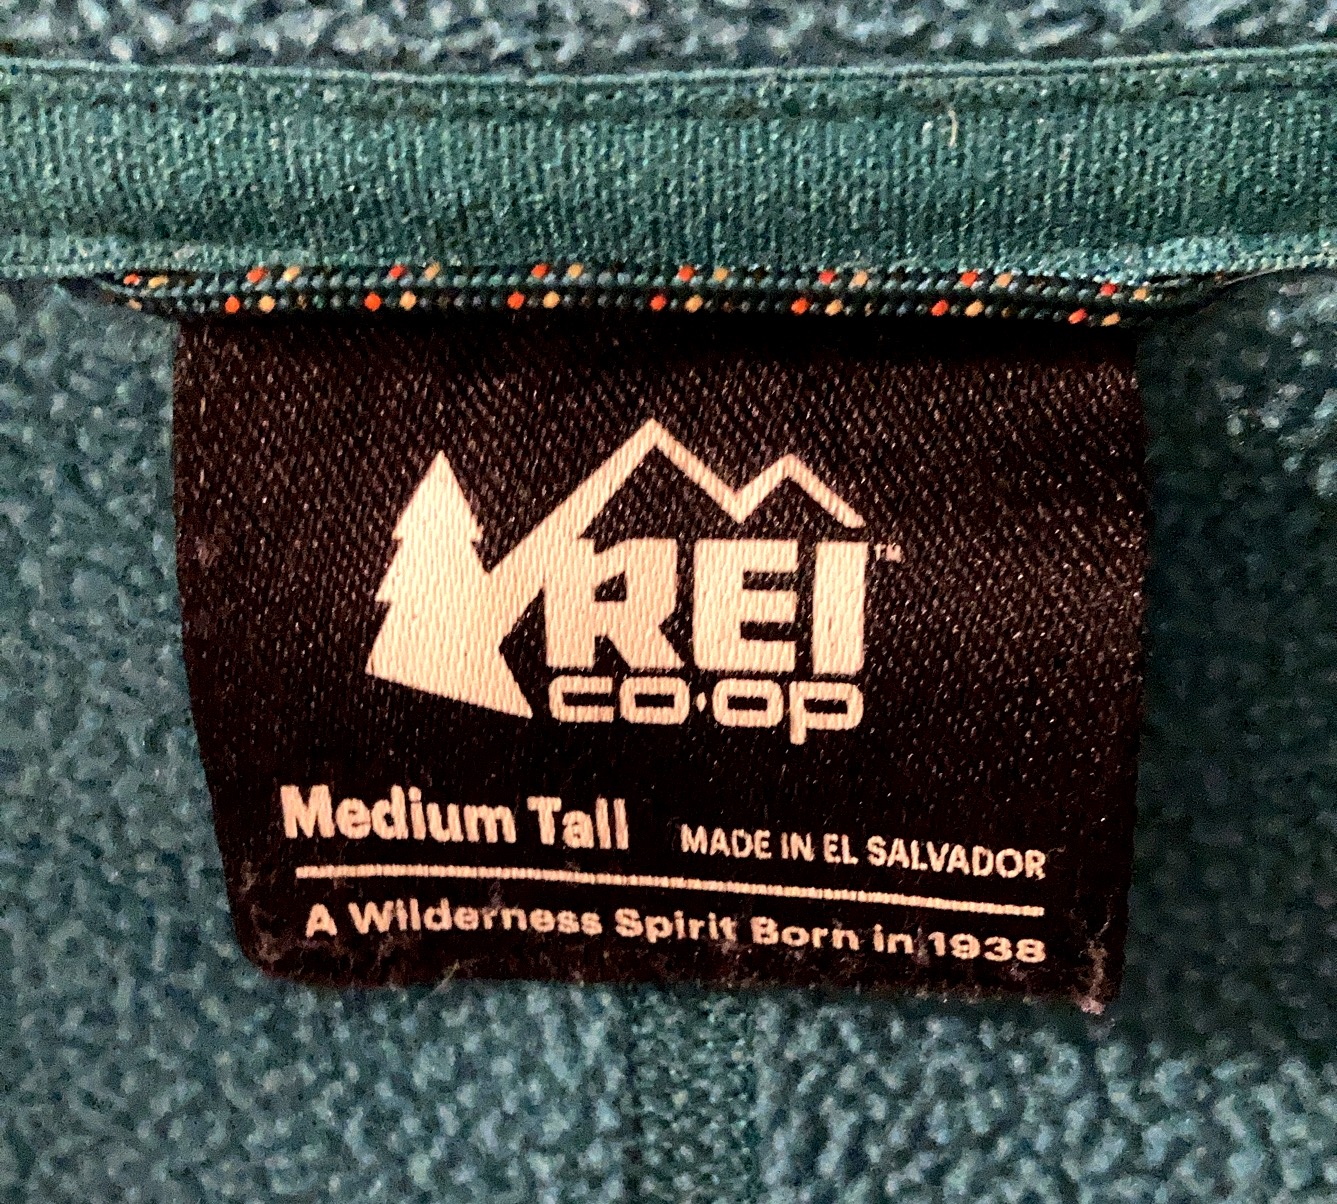 REI™
co·op
Medium Tall MADE IN EL SALVADOR
A Wilderness Spirit Born in 1938